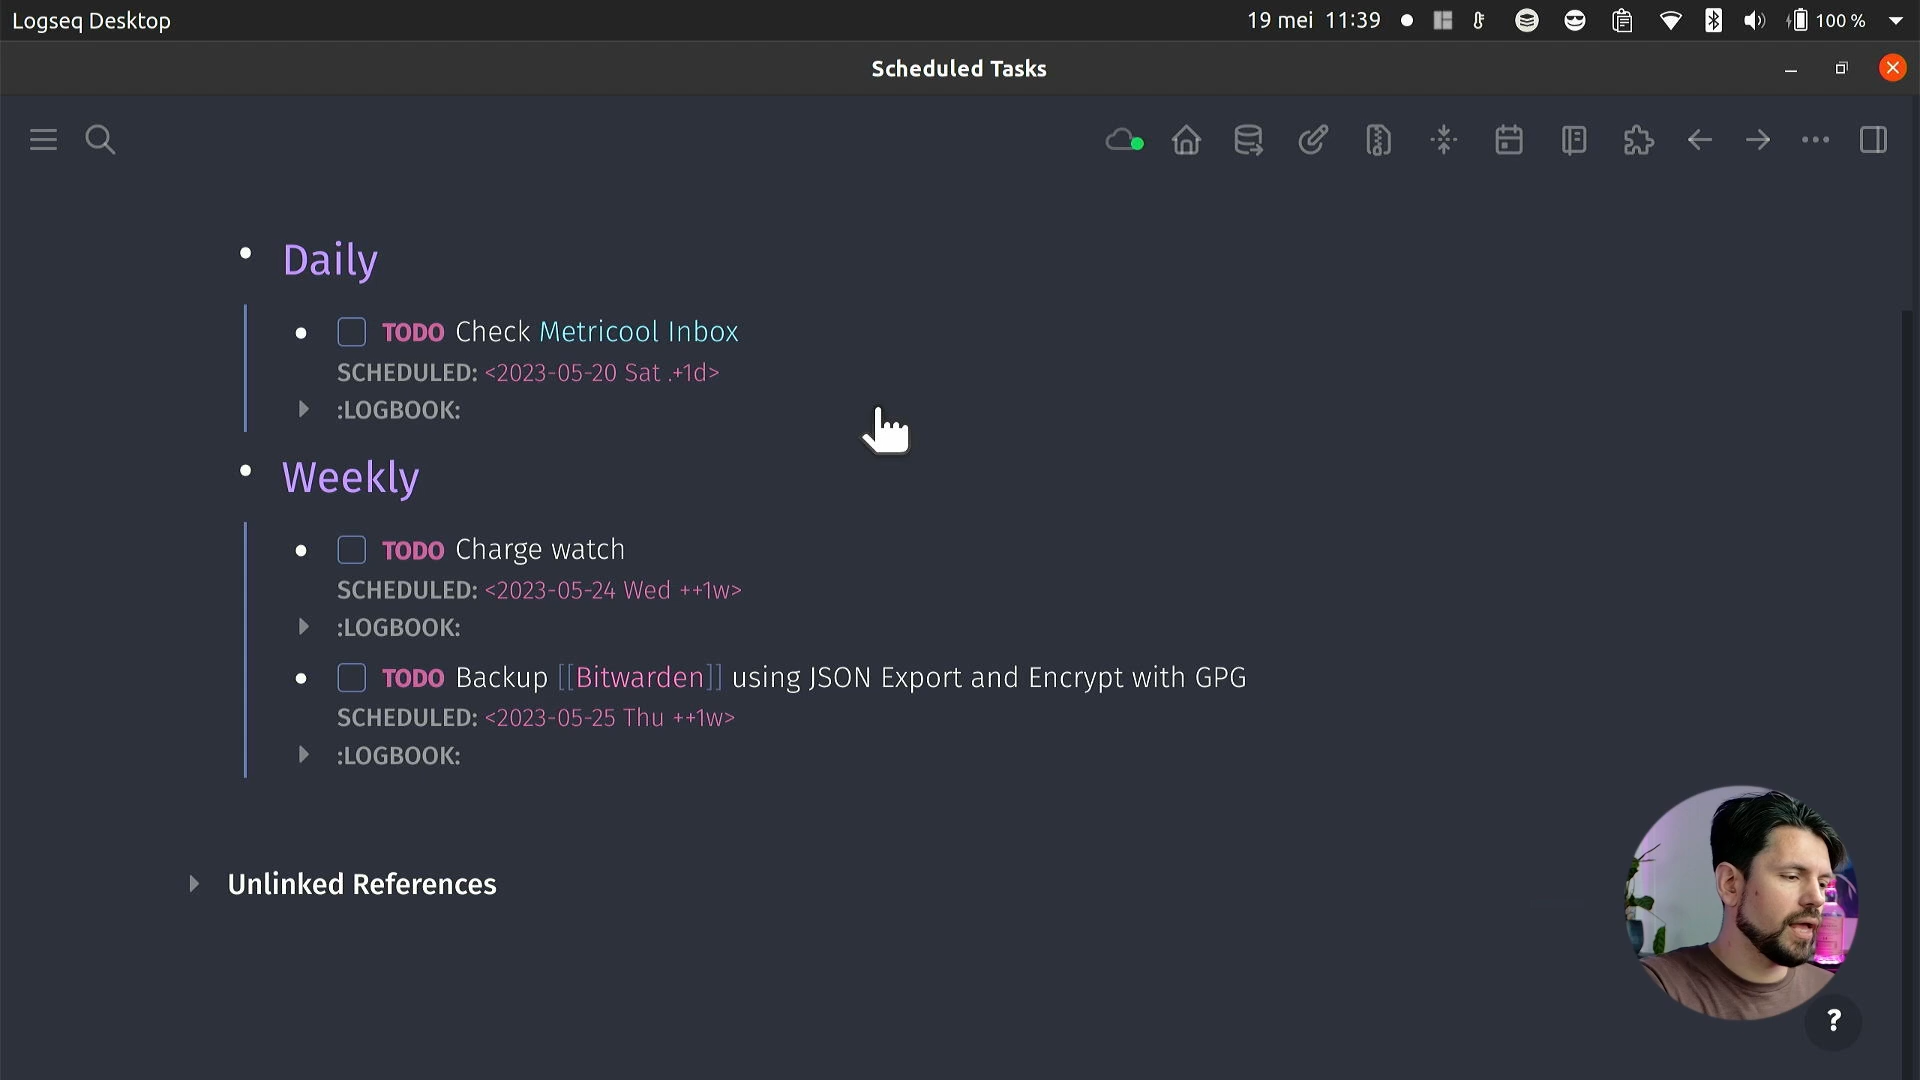 Logseq Desktop
19 mei 11:39
100 %
Scheduled Tasks
Daily
TODO Check Metricool Inbox
SCHEDULED: <2023-05-20 Sat .+1d>
:LOGBOOK:
Weekly
TODO Charge watch
SCHEDULED: <2023-05-24 Wed ++1w>
:LOGBOOK:
TODO Backup [[Bitwarden]] using JSON Export and Encrypt with GPG
SCHEDULED: <2023-05-25 Thu ++1w>
:LOGBOOK:
Unlinked References
?